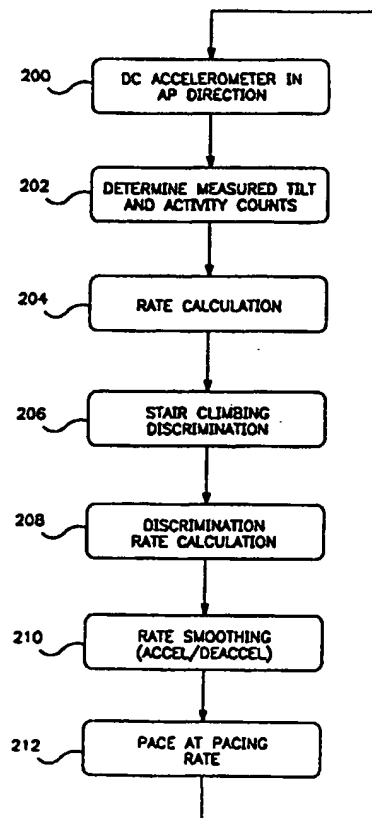 200
DC ACCELEROMETER IN
AP DIRECTION
202
DETERMINE MEASURED TILT
AND ACTIVITY COUNTS
204
RATE CALCULATION
206
STAIR CLIMBING
DISCRIMINATION
208
DISCRIMINATION
RATE CALCULATION
210
RATE SMOOTHING
(ACCEL/DEACCEL)
212
PACE AT PACING
RATE